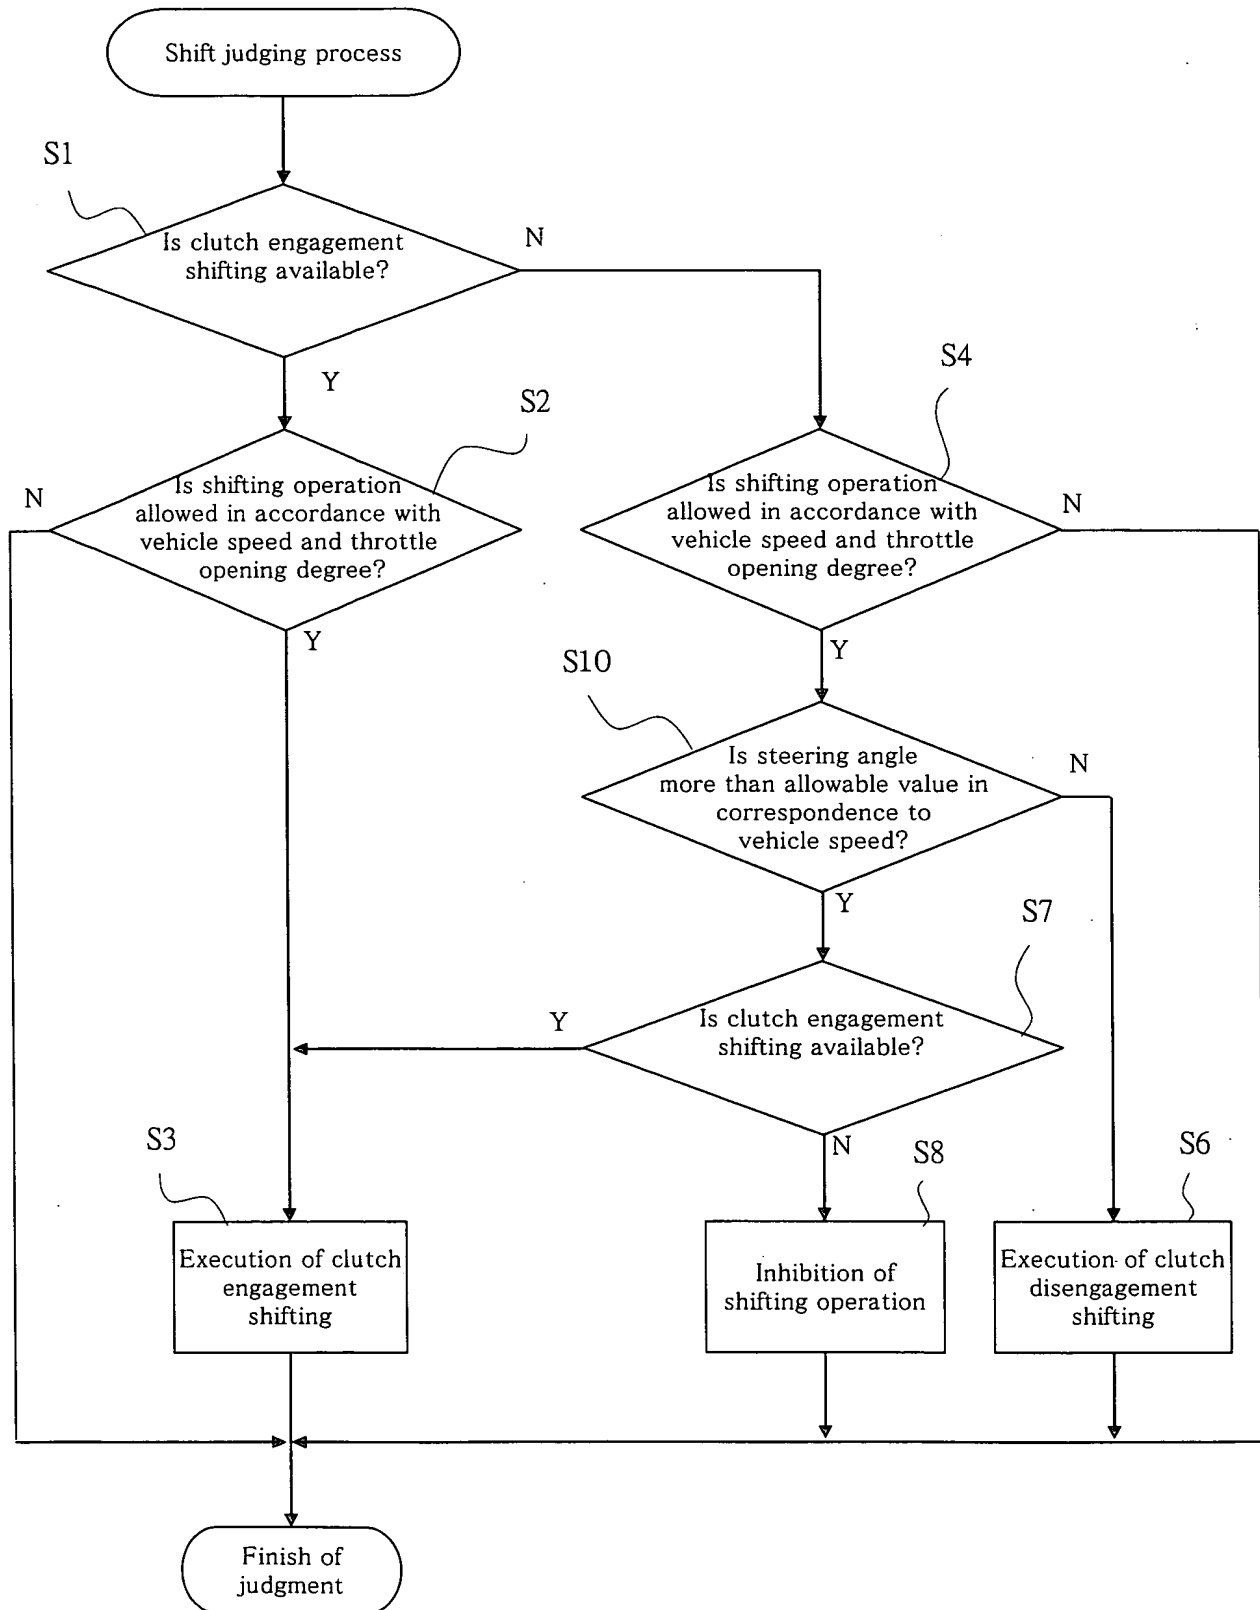 Shift judging process
S1
Is clutch engagement
shifting available?
N
Y
S2
S4
Is shifting operation
allowed in accordance with
vehicle speed and throttle
opening degree?
N
Y
Is shifting operation
allowed in accordance with
vehicle speed and throttle
opening degree?
N
Y
S10
Is steering angle
more than allowable value in
correspondence to
vehicle speed?
N
Y
S7
Is clutch engagement
shifting available?
Y
N
S3
Execution of clutch
engagement
shifting
S8
Inhibition of
shifting operation
S6
Execution of clutch
disengagement
shifting
Finish of
judgment